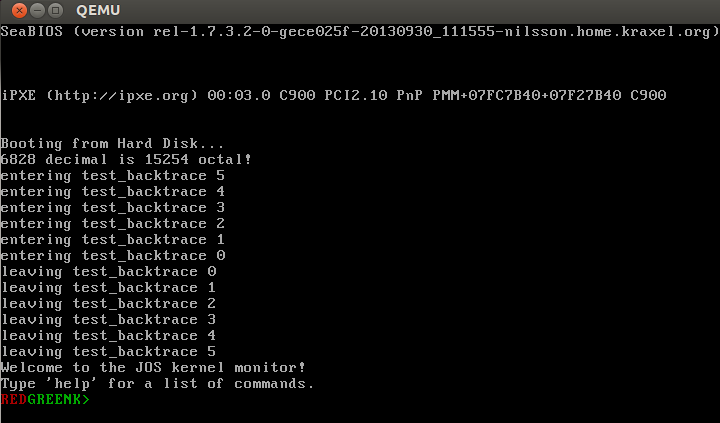 QEMU
SeaBIOS (version rel-1.7.3.2-0-gece025f-20130930_111555-nilsson.home.kraxel.org)
iPXE (http://ipxe.org) 00:03.0 C900 PCI2.10 PnP PMM+07FC7B40+07F27B40 C900
Booting from Hard Disk...
6828 decimal is 15254 octal!
entering test_backtrace 5
entering test_backtrace 4
entering test_backtrace 3
entering test_backtrace 2
entering test_backtrace 1
entering test_backtrace 0
leaving test_backtrace 0
leaving test_backtrace 1
leaving test_backtrace 2
leaving test_backtrace 3
leaving test_backtrace 4
leaving test_backtrace 5
Welcome to the JOS kernel monitor!
Type 'help' for a list of commands.
REDGREENK>